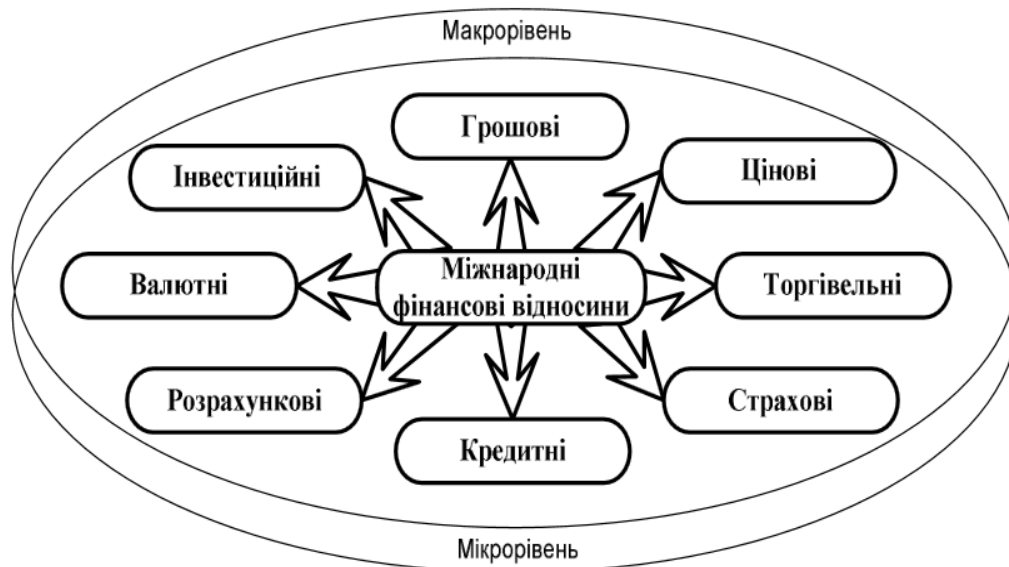 Макрорівень
Грошові
Інвестиційні
Цінові
Валютні
Міжнародні
фінансові відносини
Торгівельні
Розрахункові
Страхові
Кредитні
Мікрорівень